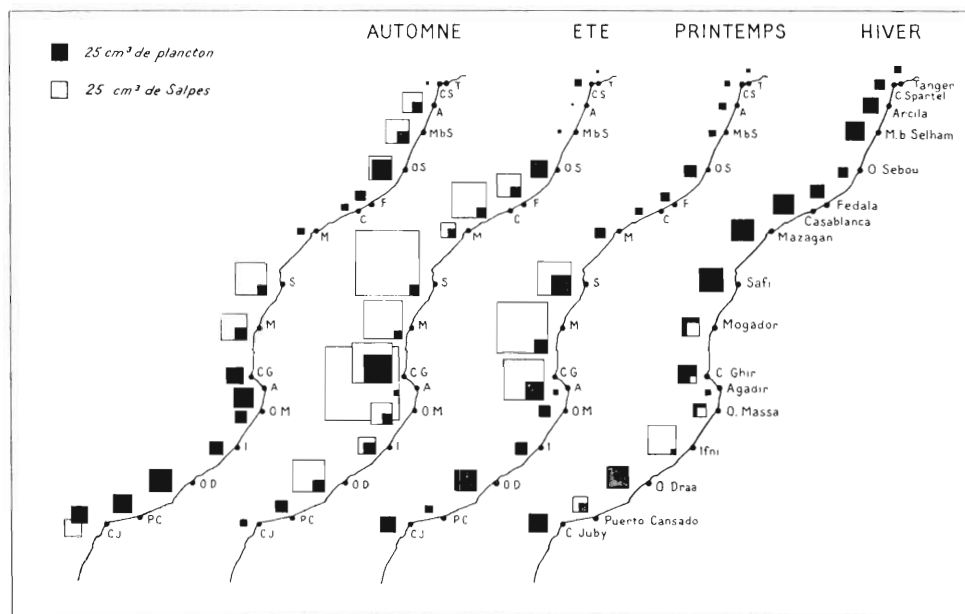 AUTOMNE
ETE
PRINTEMPS
HIVER
25 cm³ de plancton
25 cm³ de Salpes
T
CS
A
MbS
OS
F
C
M
S
M
CG
A
OM
I
OD
PC
CJ
T
CS
A
MbS
OS
F
C
M
S
M
CG
A
OM
I
OD
PC
CJ
T
CS
A
MbS
OS
F
C
M
S
M
CG
A
OM
I
OD
PC
CJ
Tanger
C Spartel
Arcila
M.b Selham
O Sebou
Fedala
Casablanca
Mazagan
Safi
Mogador
C Ghir
Agadir
O. Massa
Ifni
O Draa
Puerto Cansado
C Juby